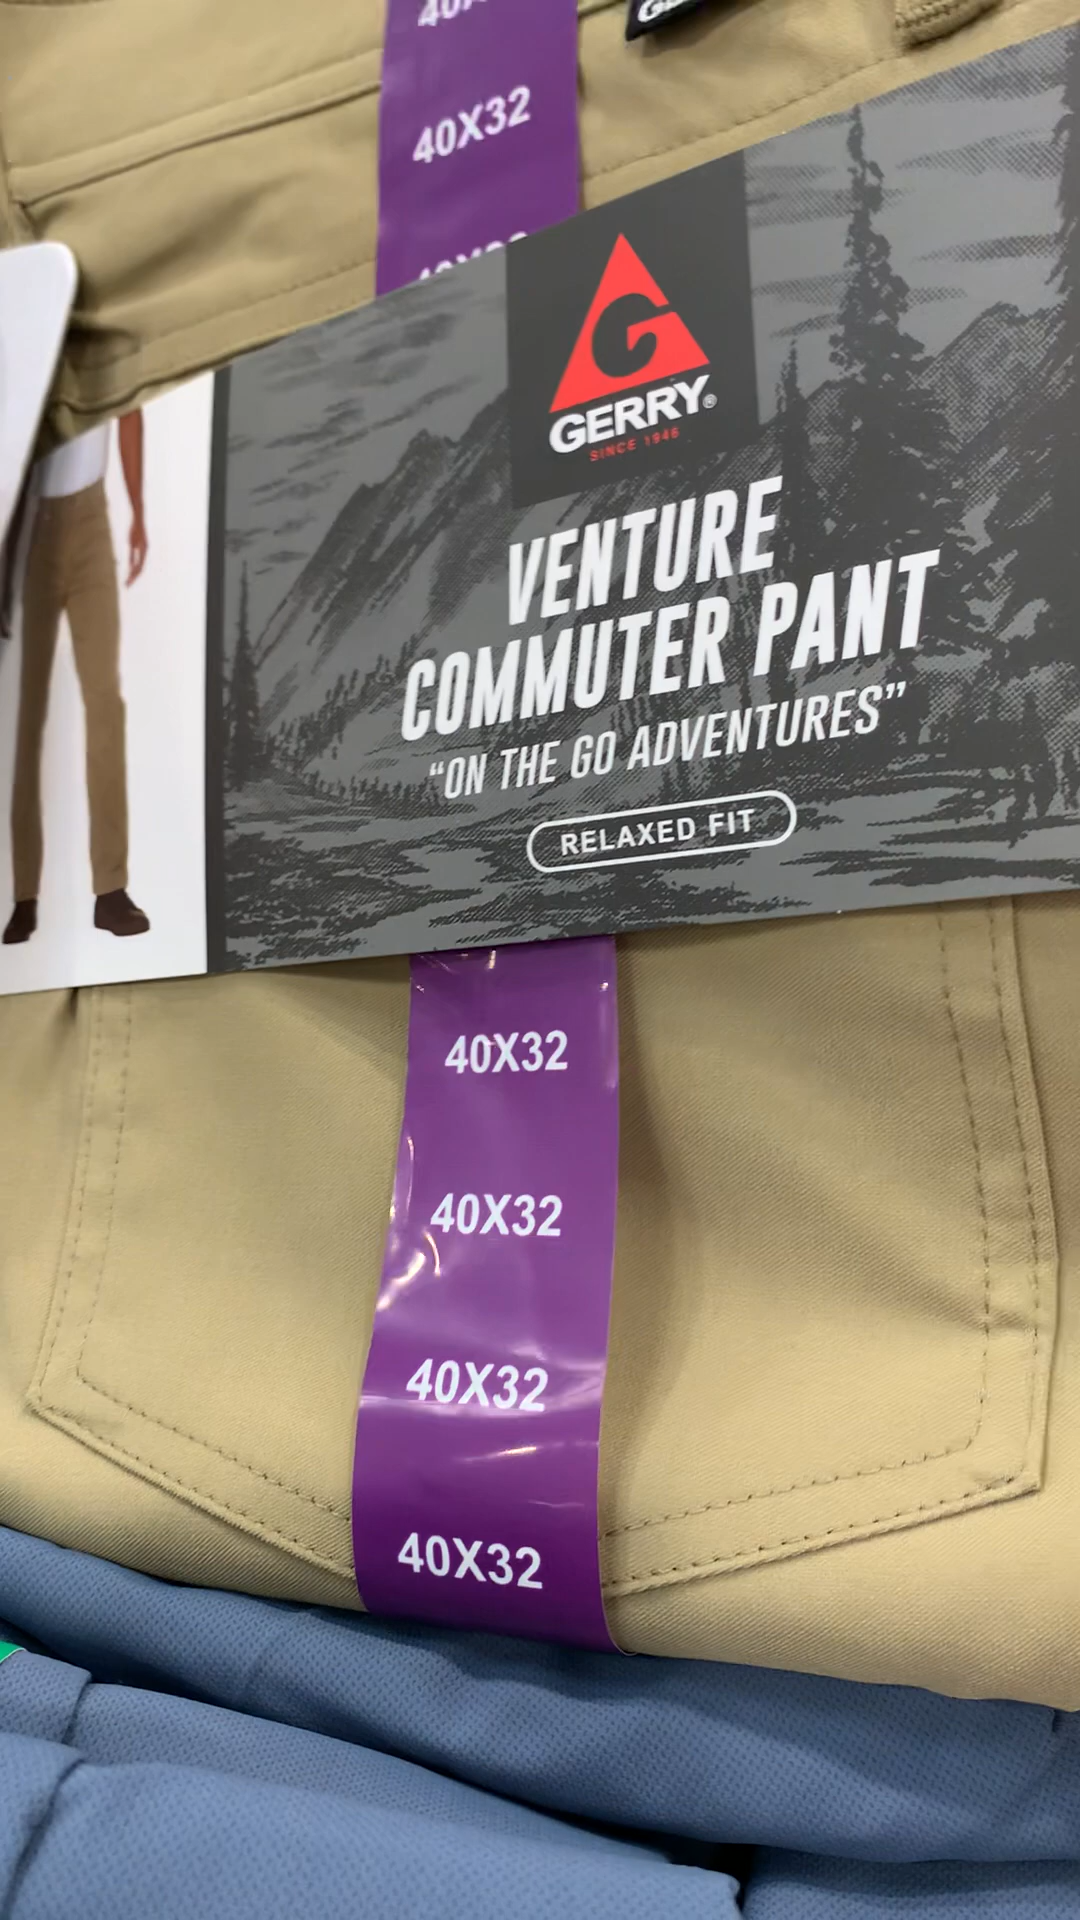 40X32
GERRY®
SINCE 1946
VENTURE
COMMUTER PANT
“ON THE GO ADVENTURES”
RELAXED FIT
40X32
40X32
40X32
40X32